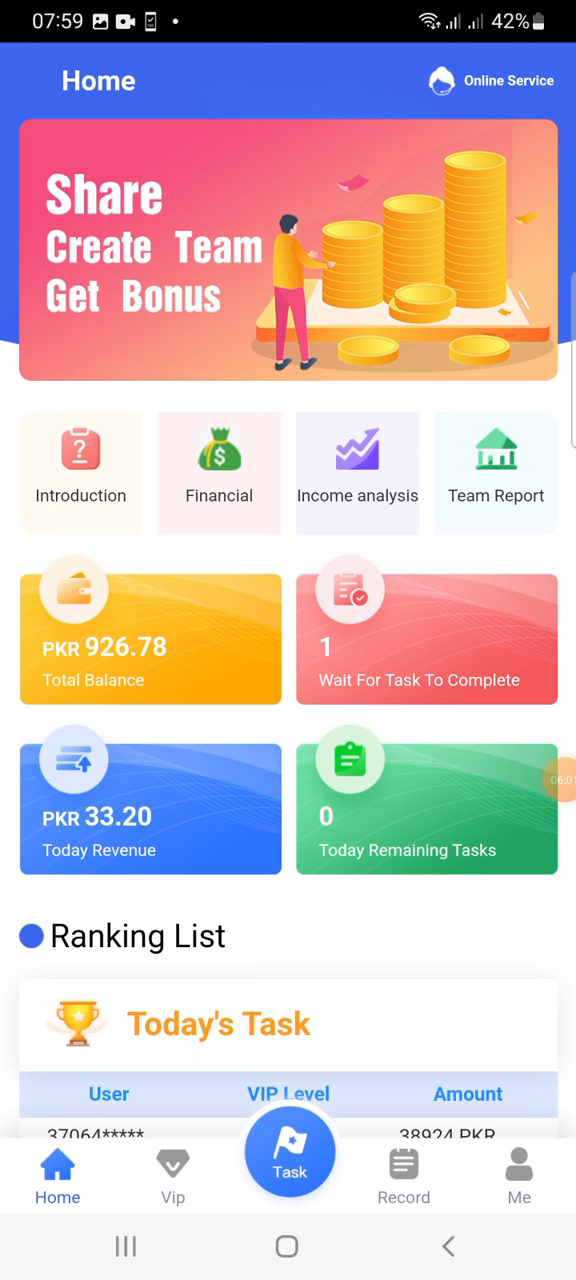 07:59
42%
Home
Online Service
Share
Create Team
Get Bonus
Introduction
Financial
Income analysis
Team Report
PKR 926.78
Total Balance
1
Wait For Task To Complete
PKR 33.20
Today Revenue
0
Today Remaining Tasks
06:01
Ranking List
Today's Task
User VIP Level Amount
37064***** 38924 PKR
Task
Home
Vip
Record
Me